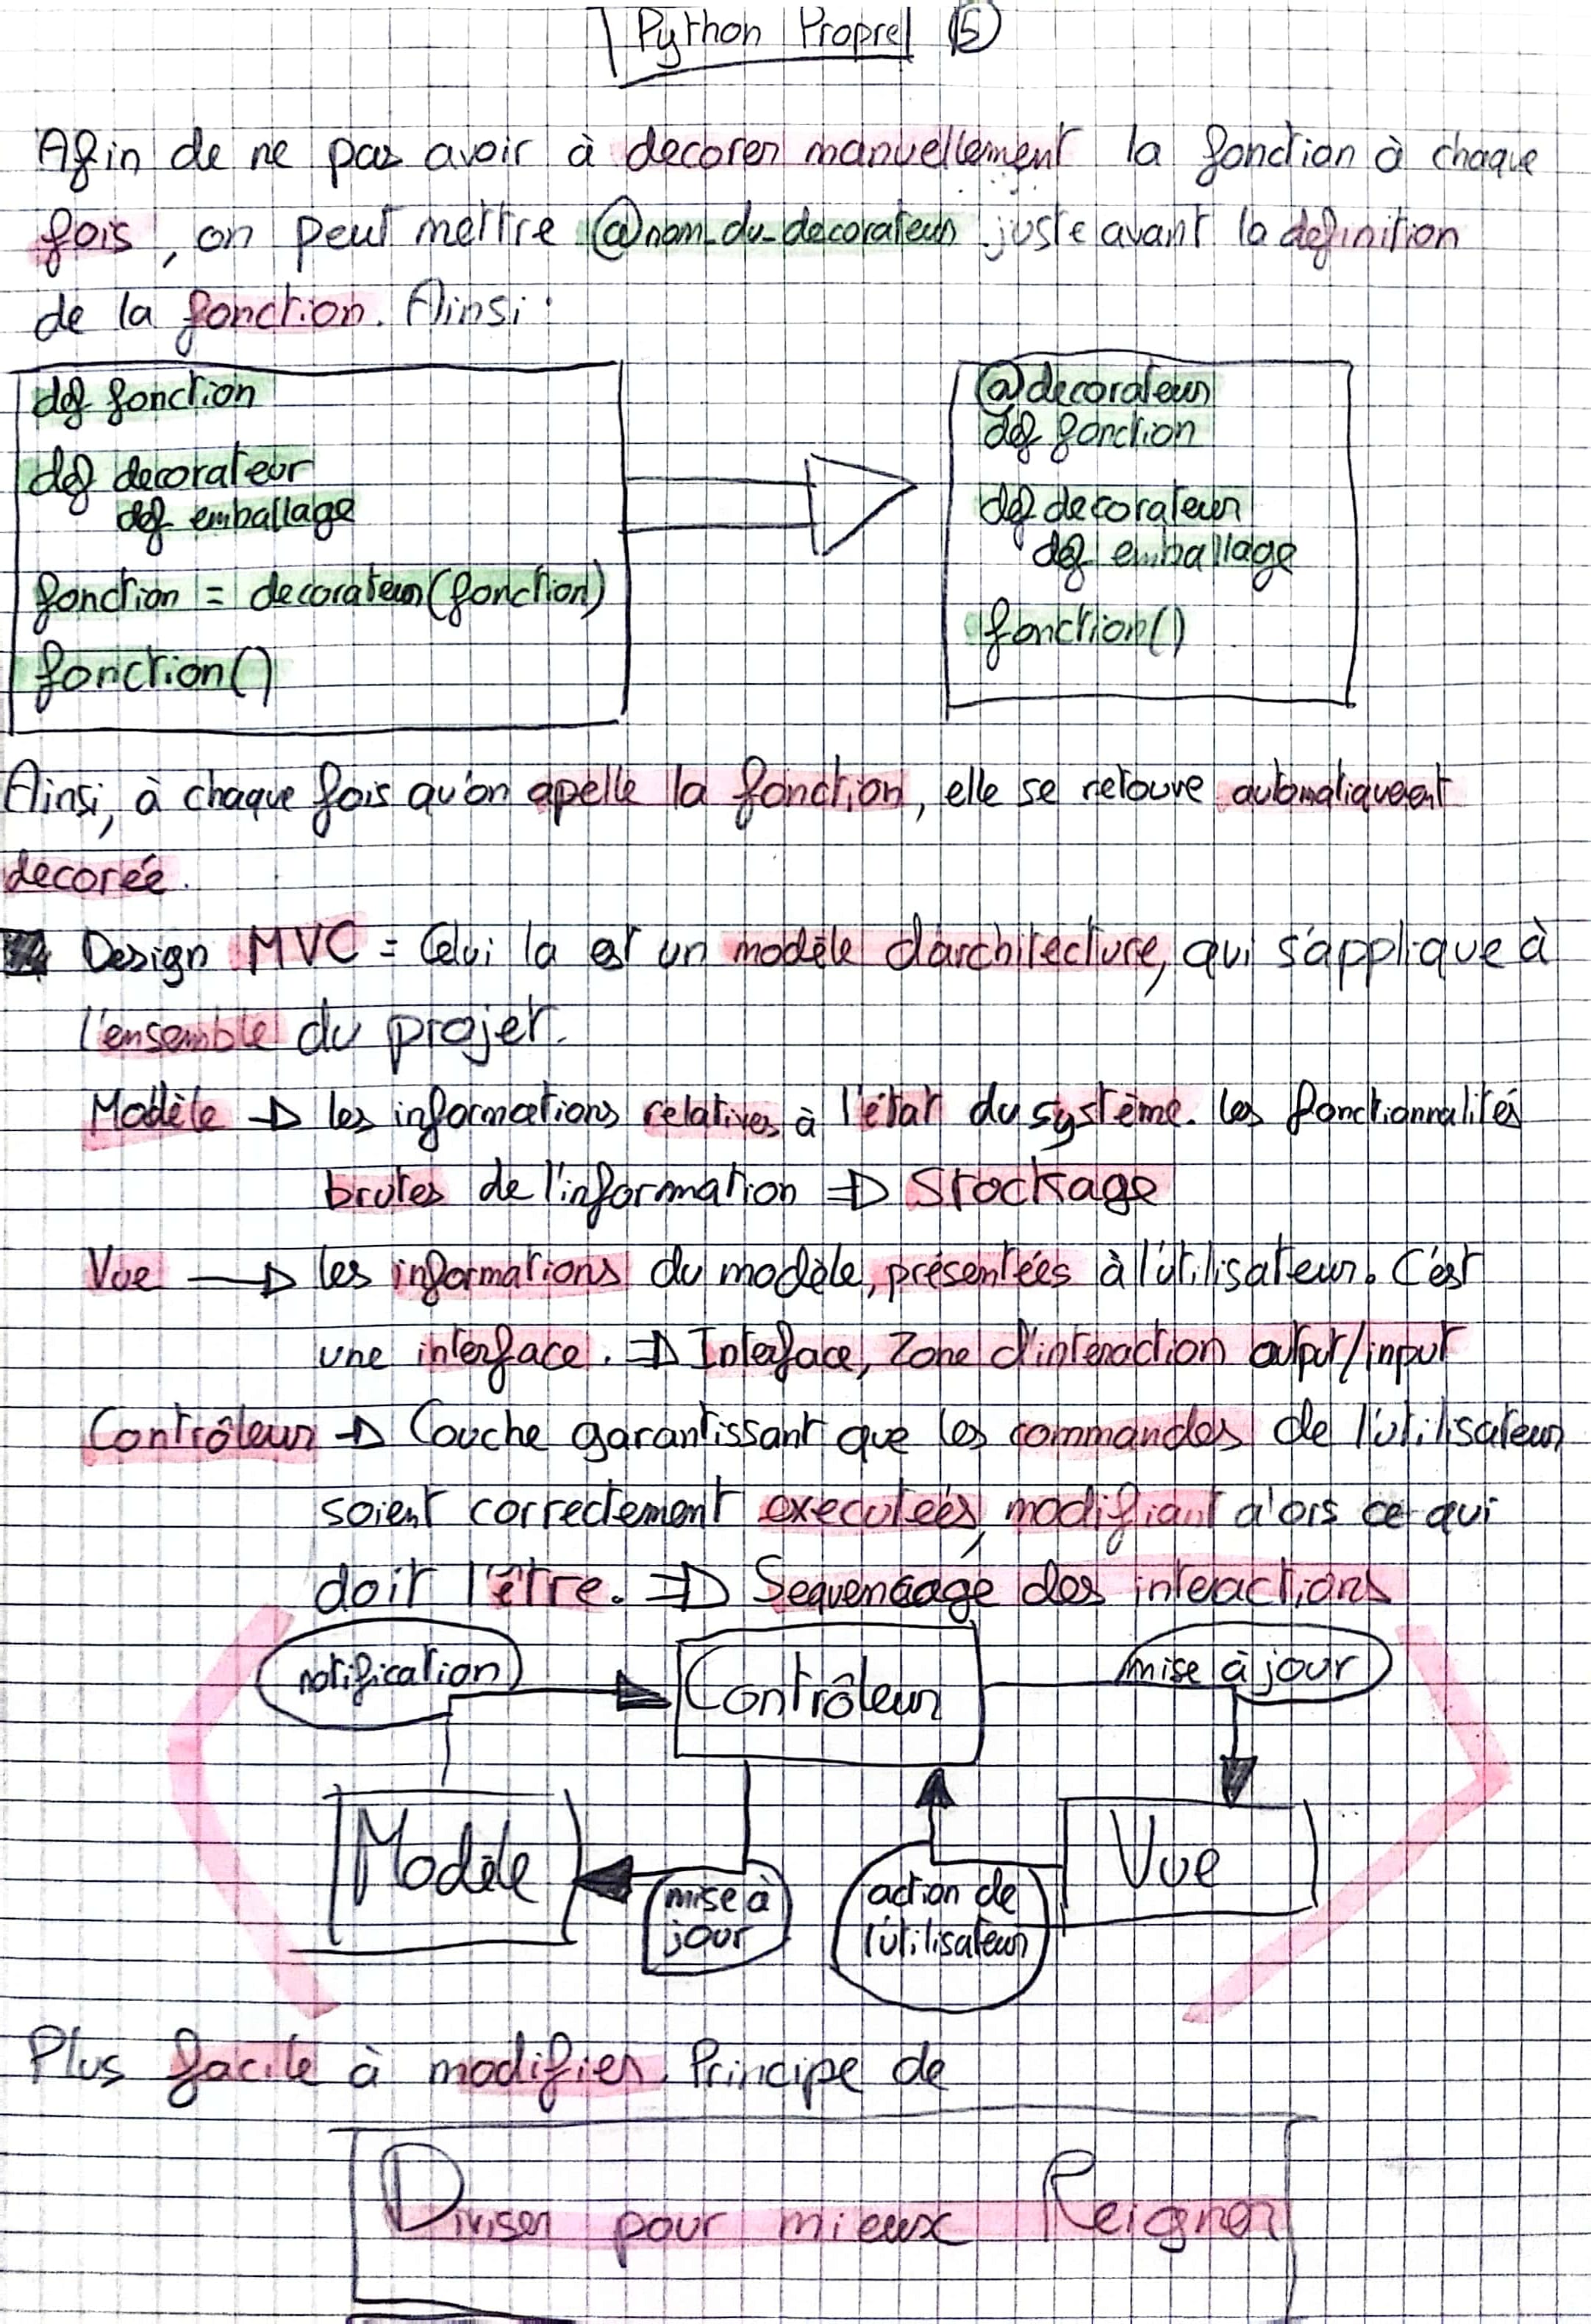 Python Propre 5
Afin de ne pas avoir à decorer manuellement la fonction à chaque
fois, on peut mettre @nom_du_decorateur juste avant la definition
de la fonction. Ainsi :
def fonction
def decorateur
def emballage
fonction = decorateur(fonction)
fonction()
@decorateur
def fonction
def decorateur
def emballage
fonction()
Ainsi, à chaque fois qu'on apelle la fonction, elle se retouve automatiqueent
decorée.
Design MVC = Celui la est un modèle d'architecture, qui s'applique à
l'ensemble du projet.
Modèle → les informations relatives à l'état du système. les fonctionnalités
brutes de l'information ⇒ Stockage
Vue → les informations du modèle, présentées à l'utilisateur. C'est
une interface. ⇒ Interface, Zone d'interaction output/input
Contrôleur → Couche garantissant que les commandes de l'utilisateur
soient correctement executées, modifiant alors ce qui
doit l'être. ⇒ Sequencage des interactions
notification
Contrôleur
mise à jour
Modèle
mise à
jour
action de
l'utilisateur
Vue
Plus facile à modifier. Principe de
Diviser pour mieux Reigner